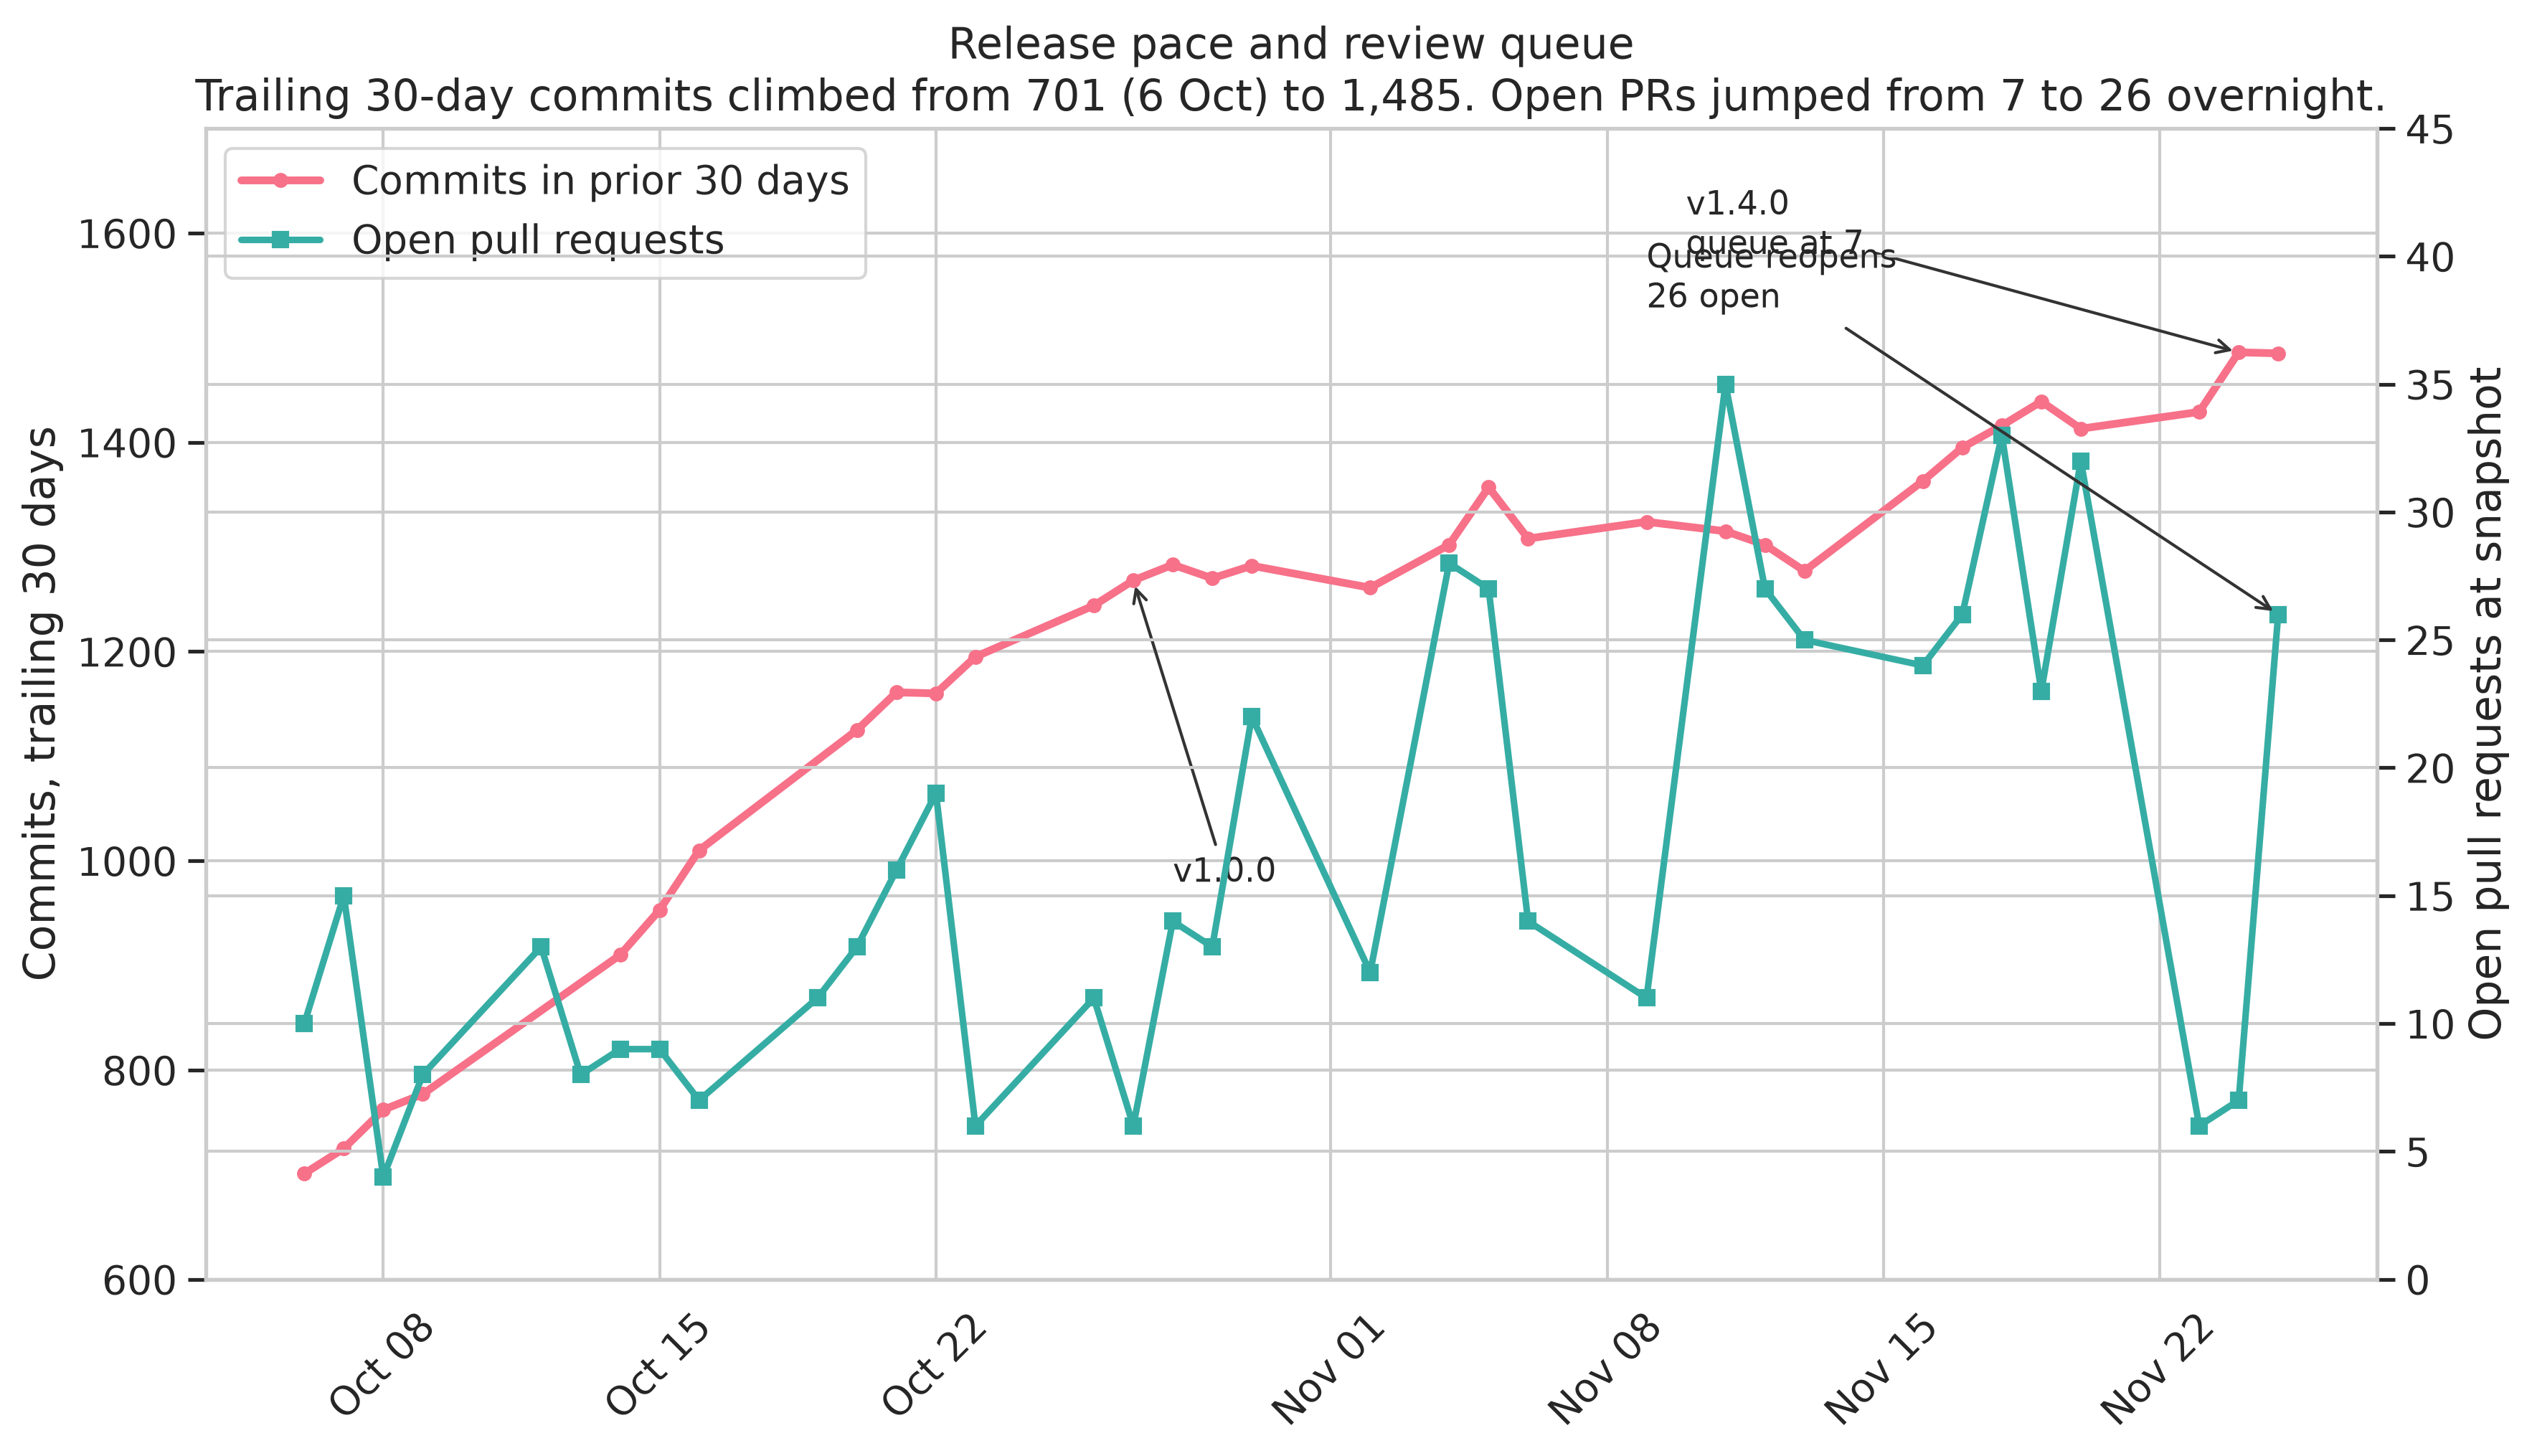 Release pace and review queue
Trailing 30-day commits climbed from 701 (6 Oct) to 1,485. Open PRs jumped from 7 to 26 overnight.
Commits in prior 30 days
Open pull requests
v1.4.0
queue at 7
Queue reopens
26 open
v1.0.0
Commits, trailing 30 days
1600
1400
1200
1000
800
600
Open pull requests at snapshot
45
40
35
30
25
20
15
10
5
0
Oct 08
Oct 15
Oct 22
Nov 01
Nov 08
Nov 15
Nov 22